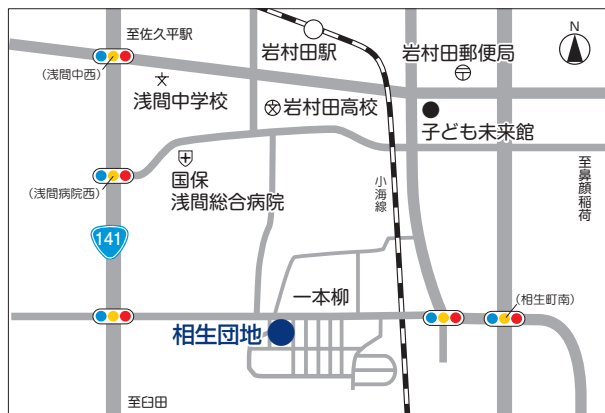 至佐久平駅
岩村田駅
岩村田郵便局
N
(浅間中西)
浅間中学校
岩村田高校
子ども未来館
(浅間病院西)
国保
浅間総合病院
小海線
至鼻顔稲荷
141
一本柳
(相生町南)
相生団地
至臼田